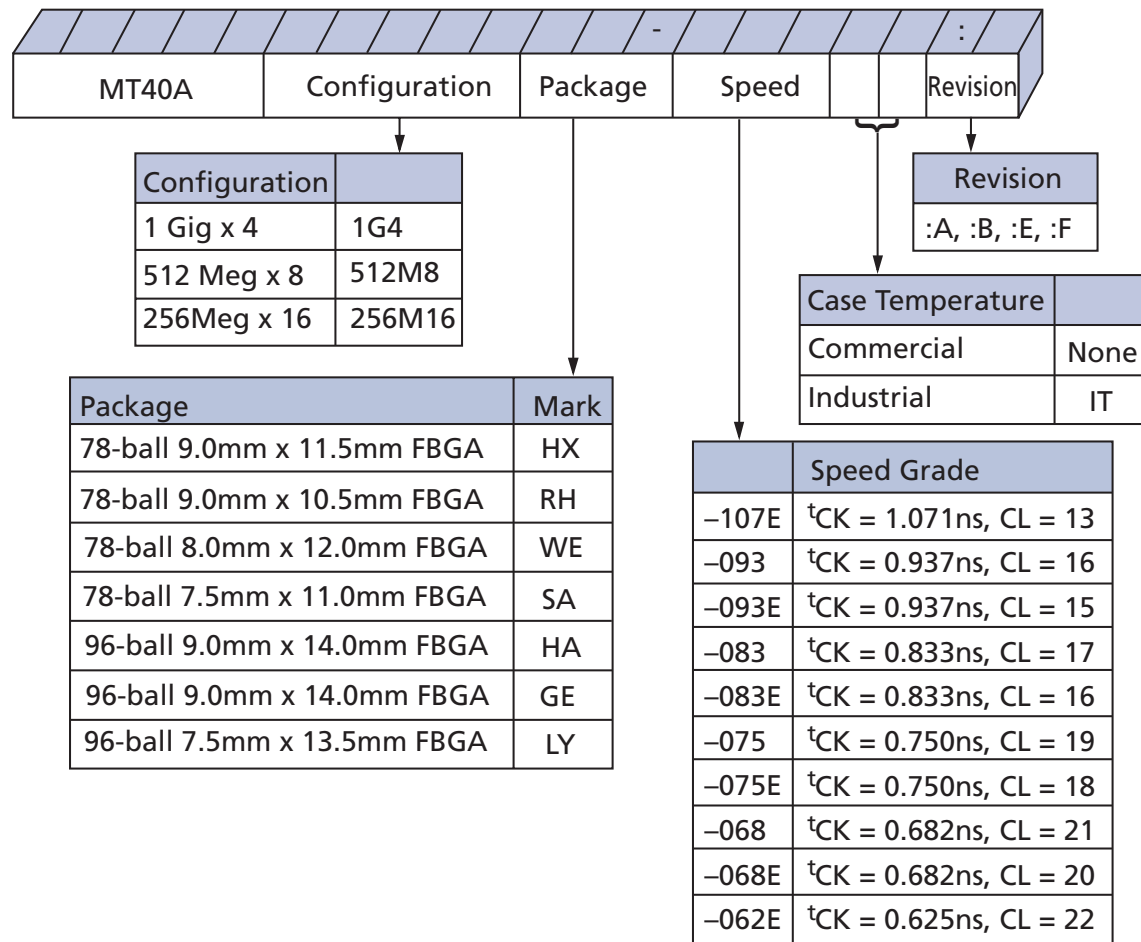 - :
MT40A Configuration Package Speed Revision
Configuration
1 Gig x 4 1G4
512 Meg x 8 512M8
256Meg x 16 256M16
Revision
:A, :B, :E, :F
Case Temperature
Commercial None
Industrial IT
Package Mark
78-ball 9.0mm x 11.5mm FBGA HX
78-ball 9.0mm x 10.5mm FBGA RH
78-ball 8.0mm x 12.0mm FBGA WE
78-ball 7.5mm x 11.0mm FBGA SA
96-ball 9.0mm x 14.0mm FBGA HA
96-ball 9.0mm x 14.0mm FBGA GE
96-ball 7.5mm x 13.5mm FBGA LY
Speed Grade
–107E tCK = 1.071ns, CL = 13
–093 tCK = 0.937ns, CL = 16
–093E tCK = 0.937ns, CL = 15
–083 tCK = 0.833ns, CL = 17
–083E tCK = 0.833ns, CL = 16
–075 tCK = 0.750ns, CL = 19
–075E tCK = 0.750ns, CL = 18
–068 tCK = 0.682ns, CL = 21
–068E tCK = 0.682ns, CL = 20
–062E tCK = 0.625ns, CL = 22